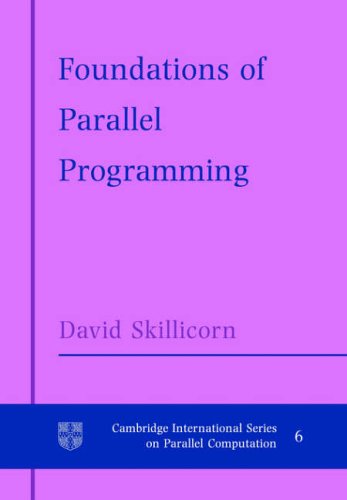 Foundations of
Parallel
Programming
David Skillicorn
Cambridge International Series
on Parallel Computation
6